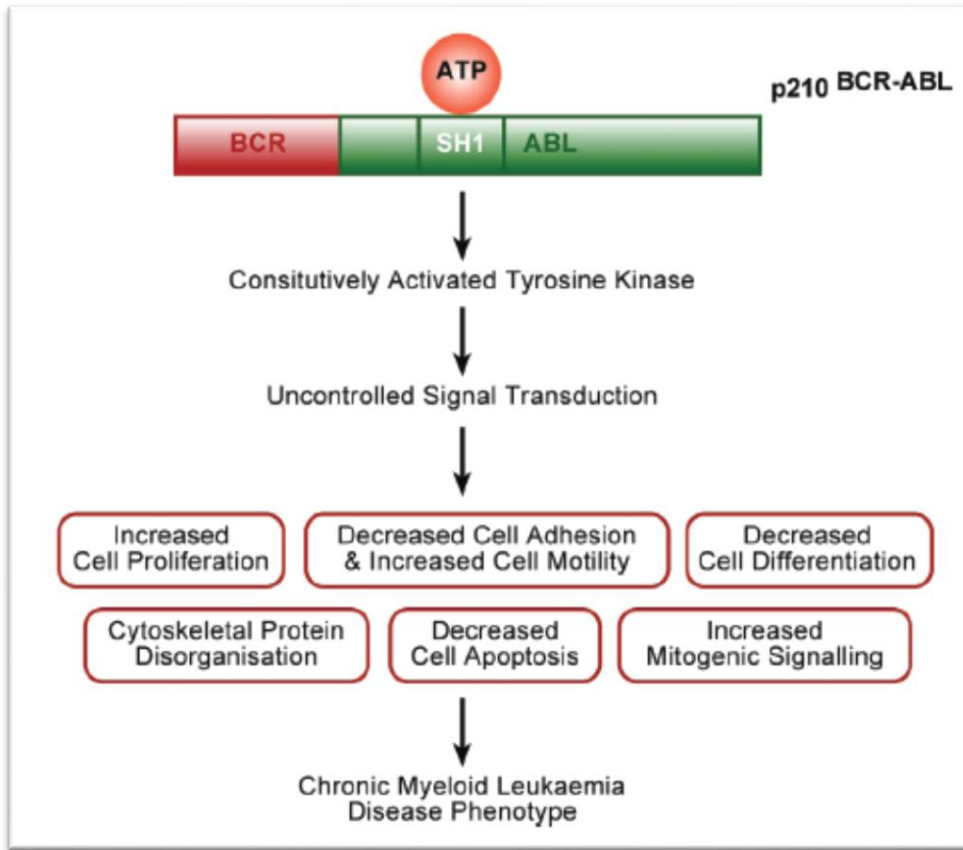 ATP
p210 BCR-ABL
BCR
SH1
ABL
Consitutively Activated Tyrosine Kinase
Uncontrolled Signal Transduction
Increased
Cell Proliferation
Decreased Cell Adhesion
& Increased Cell Motility
Decreased
Cell Differentiation
Cytoskeletal Protein
Disorganisation
Decreased
Cell Apoptosis
Increased
Mitogenic Signalling
Chronic Myeloid Leukaemia
Disease Phenotype